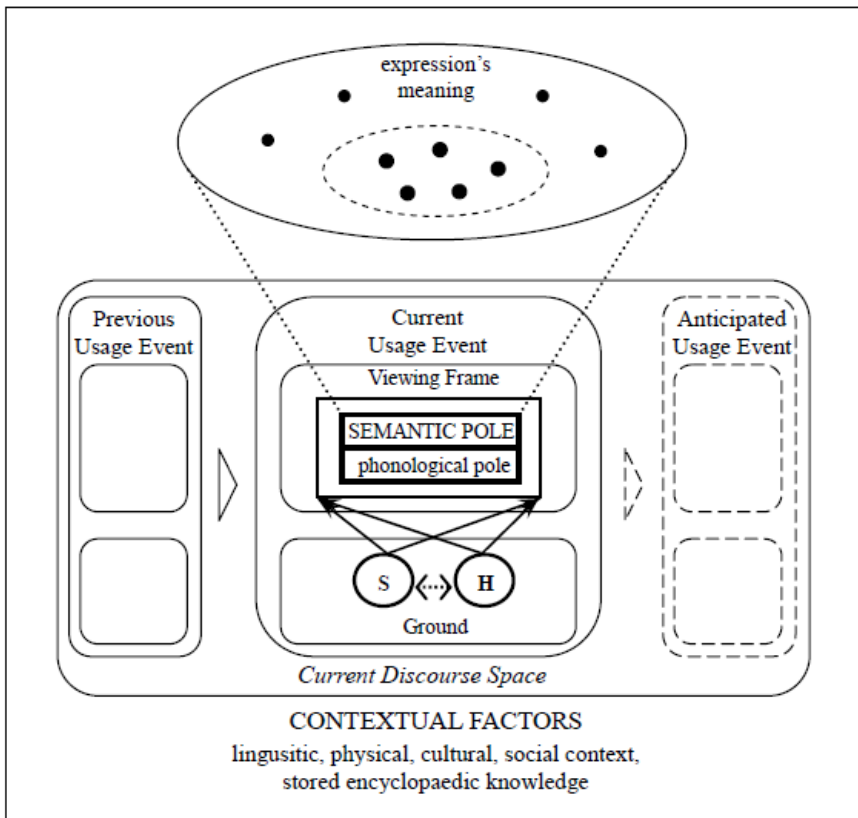 expression's
meaning
Previous
Usage Event
Current
Usage Event
Anticipated
Usage Event
Viewing Frame
SEMANTIC POLE
phonological pole
S
H
Ground
Current Discourse Space
CONTEXTUAL FACTORS
lingusitic, physical, cultural, social context,
stored encyclopaedic knowledge